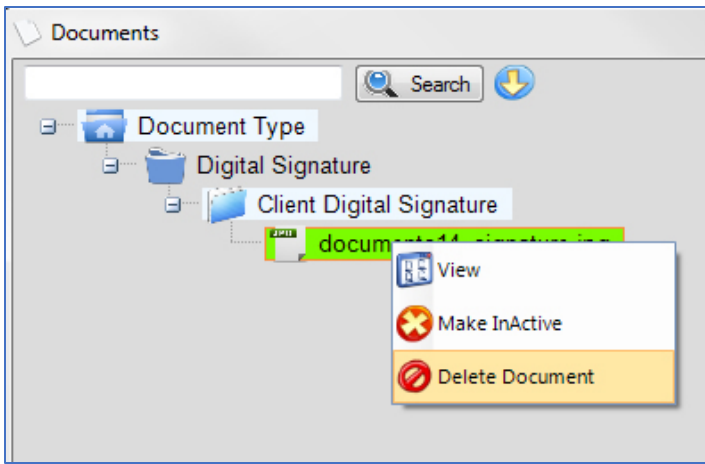 Documents
Search
Document Type
Digital Signature
Client Digital Signature
View
Make InActive
Delete Document